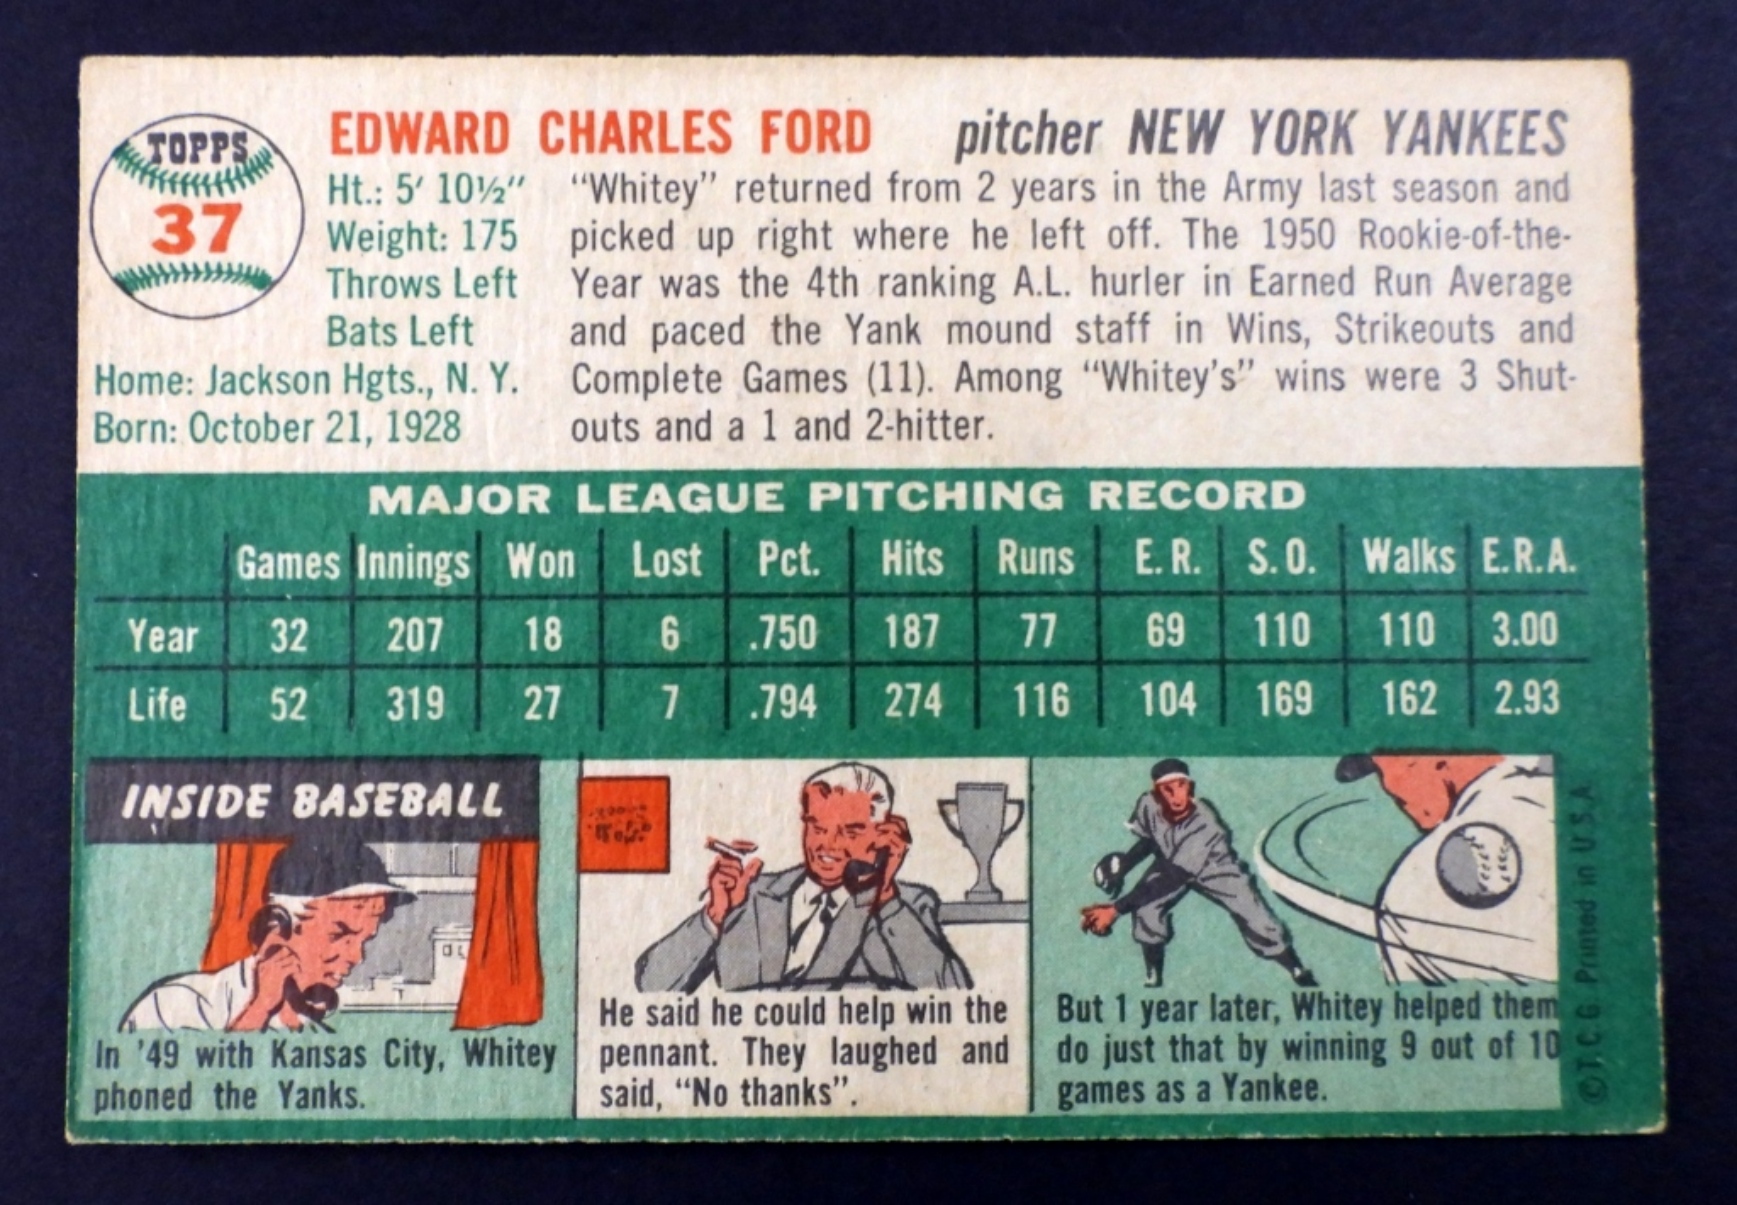 TOPPS
37
EDWARD CHARLES FORD pitcher NEW YORK YANKEES
Ht.: 5′ 10½″
Weight: 175
Throws Left
Bats Left
Home: Jackson Hgts., N. Y.
Born: October 21, 1928
“Whitey” returned from 2 years in the Army last season and
picked up right where he left off. The 1950 Rookie-of-the-
Year was the 4th ranking A.L. hurler in Earned Run Average
and paced the Yank mound staff in Wins, Strikeouts and
Complete Games (11). Among “Whitey’s” wins were 3 Shut-
outs and a 1 and 2-hitter.
MAJOR LEAGUE PITCHING RECORD
Games Innings Won Lost Pct. Hits Runs E. R. S. O. Walks E.R.A.
Year 32 207 18 6 .750 187 77 69 110 110 3.00
Life 52 319 27 7 .794 274 116 104 169 162 2.93
INSIDE BASEBALL
In ’49 with Kansas City, Whitey
phoned the Yanks.
He said he could help win the
pennant. They laughed and
said, “No thanks”.
But 1 year later, Whitey helped them
do just that by winning 9 out of 10
games as a Yankee.
© T. C. G. Printed in U. S. A.